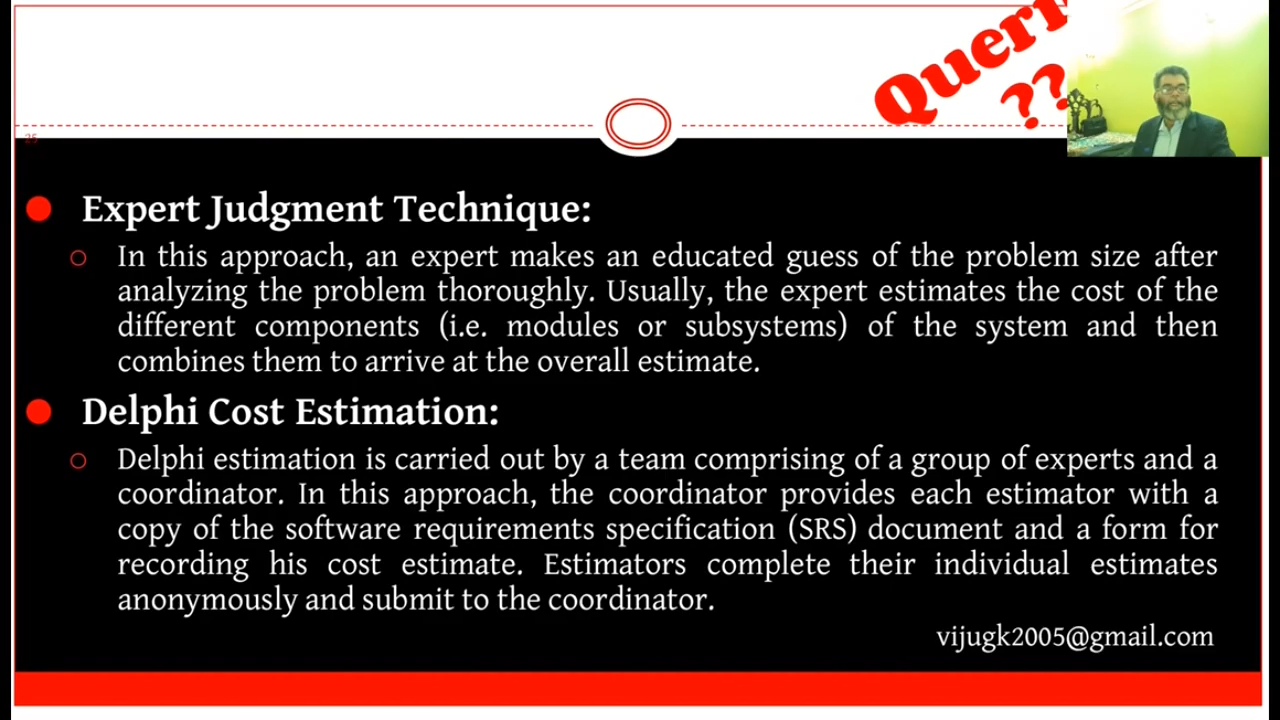 Quer
??
25
Expert Judgment Technique:
In this approach, an expert makes an educated guess of the problem size after
analyzing the problem thoroughly. Usually, the expert estimates the cost of the
different components (i.e. modules or subsystems) of the system and then
combines them to arrive at the overall estimate.
Delphi Cost Estimation:
Delphi estimation is carried out by a team comprising of a group of experts and a
coordinator. In this approach, the coordinator provides each estimator with a
copy of the software requirements specification (SRS) document and a form for
recording his cost estimate. Estimators complete their individual estimates
anonymously and submit to the coordinator.
vijugk2005@gmail.com